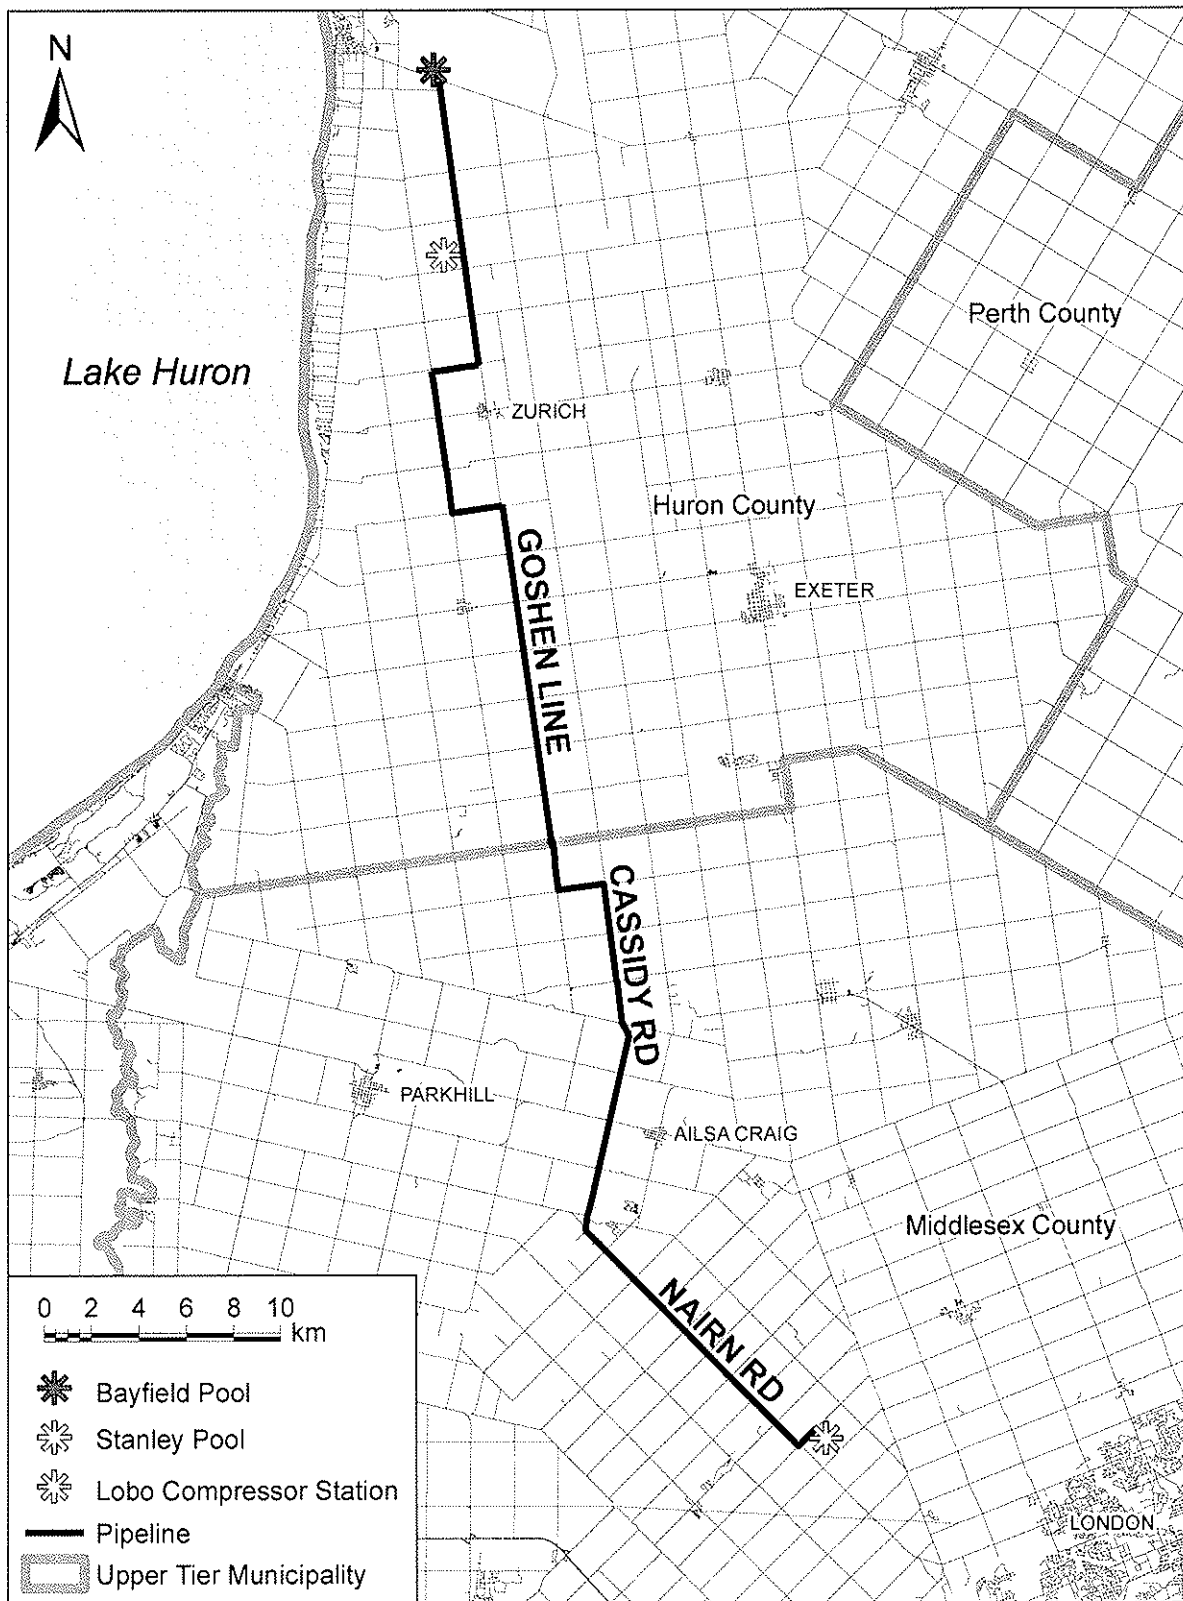 N
Lake Huron
Perth County
ZURICH
Huron County
GOSHEN LINE
EXETER
CASSIDY RD
PARKHILL
AILSA CRAIG
Middlesex County
NAIRN RD
LONDON
0 2 4 6 8 10
km
Bayfield Pool
Stanley Pool
Lobo Compressor Station
Pipeline
Upper Tier Municipality